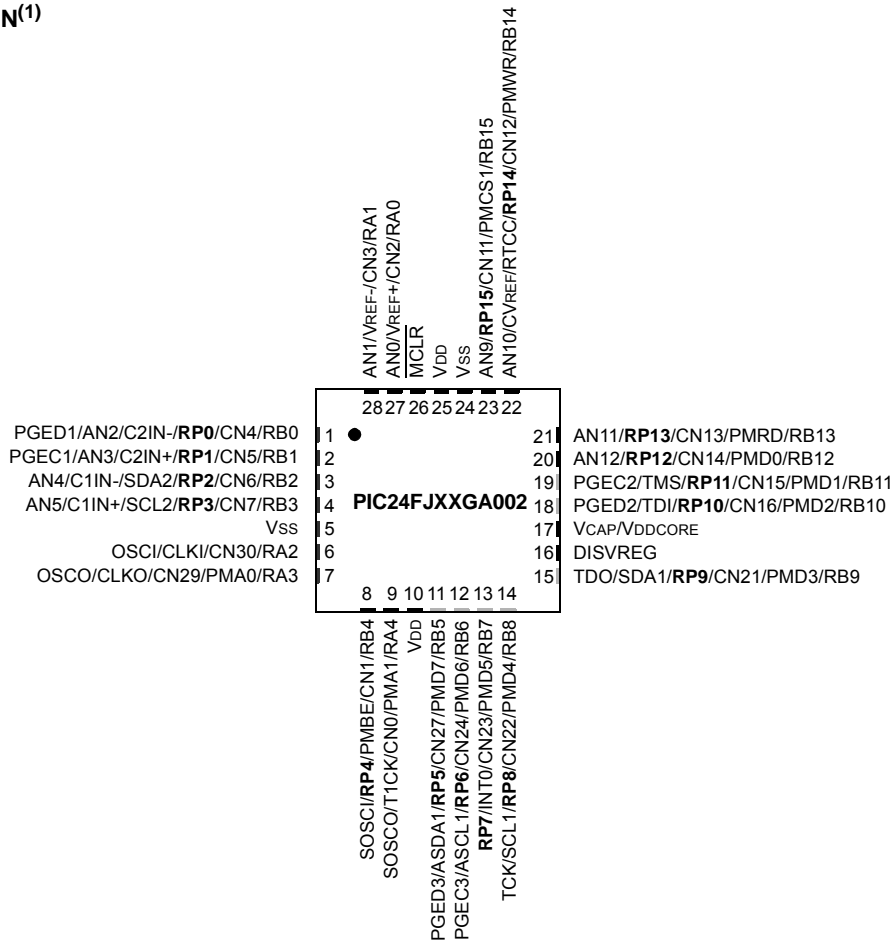 N(1)
AN1/VREF-/CN3/RA1
AN0/VREF+/CN2/RA0
MCLR
VDD
VSS
AN9/RP15/CN11/PMCS1/RB15
AN10/CVREF/RTCC/RP14/CN12/PMWR/RB14
28 27 26 25 24 23 22
PGED1/AN2/C2IN-/RP0/CN4/RB0 1
PGEC1/AN3/C2IN+/RP1/CN5/RB1 2
AN4/C1IN-/SDA2/RP2/CN6/RB2 3
AN5/C1IN+/SCL2/RP3/CN7/RB3 4
VSS 5
OSCI/CLKI/CN30/RA2 6
OSCO/CLKO/CN29/PMA0/RA3 7
PIC24FJXXGA002
21 AN11/RP13/CN13/PMRD/RB13
20 AN12/RP12/CN14/PMD0/RB12
19 PGEC2/TMS/RP11/CN15/PMD1/RB11
18 PGED2/TDI/RP10/CN16/PMD2/RB10
17 VCAP/VDDCORE
16 DISVREG
15 TDO/SDA1/RP9/CN21/PMD3/RB9
8 9 10 11 12 13 14
SOSCI/RP4/PMBE/CN1/RB4
SOSCO/T1CK/CN0/PMA1/RA4
VDD
PGED3/ASDA1/RP5/CN27/PMD7/RB5
PGEC3/ASCL1/RP6/CN24/PMD6/RB6
RP7/INT0/CN23/PMD5/RB7
TCK/SCL1/RP8/CN22/PMD4/RB8